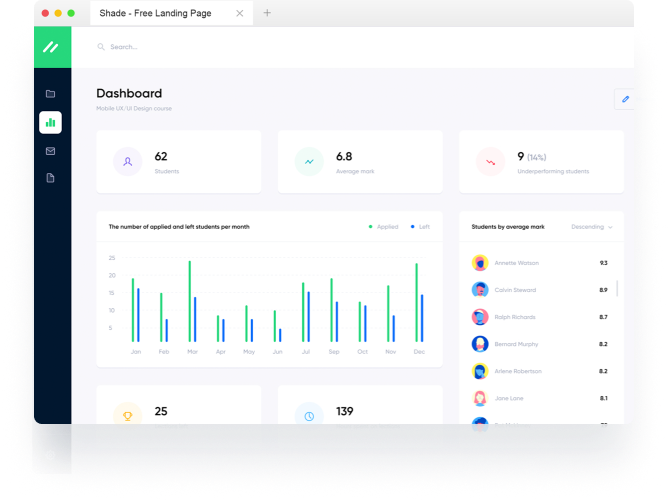 Shade - Free Landing Page
Search...
Dashboard
Mobile UX/UI Design course
62
Students
6.8
Average mark
9 (14%)
Underperforming students
The number of applied and left students per month
Applied
Left
25
20
15
10
5
Jan Feb Mar Apr May Jun Jul Sep Oct Nov Dec
Students by average mark
Descending
Annette Watson 9.3
Calvin Steward 8.9
Ralph Richards 8.7
Bernard Murphy 8.2
Arlene Robertson 8.2
Jane Lane 8.1
25
139